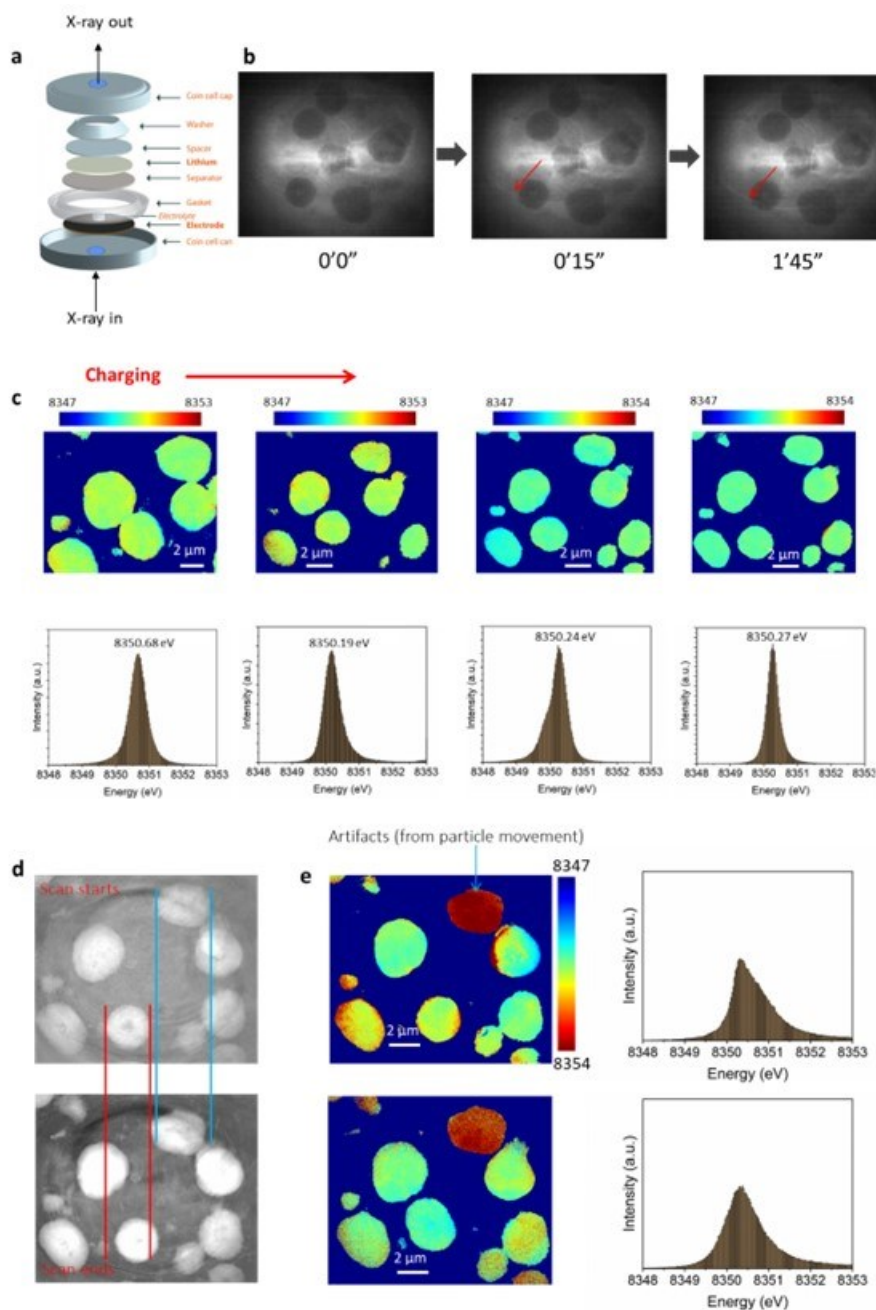 X-ray out
a
Coin cell cap
Washer
Spacer
Lithium
Separator
Gasket
Electrolyte
Electrode
Coin cell can
X-ray in
b
0'0"
0'15"
1'45"
Charging
c
8347 8353
8347 8353
8347 8354
8347 8354
2 µm
2 µm
2 µm
2 µm
8350.68 eV
8350.19 eV
8350.24 eV
8350.27 eV
Intensity (a.u.)
Intensity (a.u.)
Intensity (a.u.)
Intensity (a.u.)
8348 8349 8350 8351 8352 8353
8348 8349 8350 8351 8352 8353
8348 8349 8350 8351 8352 8353
8348 8349 8350 8351 8352 8353
Energy (eV)
Energy (eV)
Energy (eV)
Energy (eV)
Artifacts (from particle movement)
d
Scan starts
Scan ends
e
8347
8354
2 µm
2 µm
Intensity (a.u.)
8348 8349 8350 8351 8352 8353
Energy (eV)
Intensity (a.u.)
8348 8349 8350 8351 8352 8353
Energy (eV)